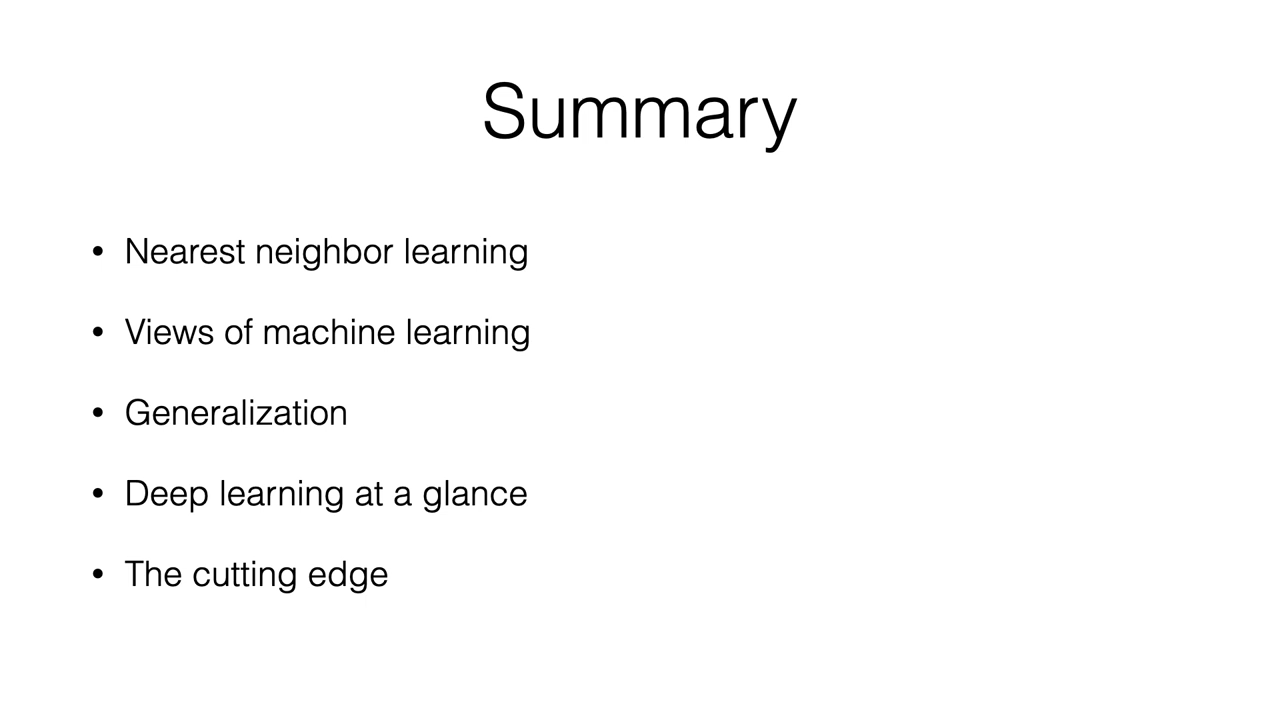 Summary
• Nearest neighbor learning
• Views of machine learning
• Generalization
• Deep learning at a glance
• The cutting edge